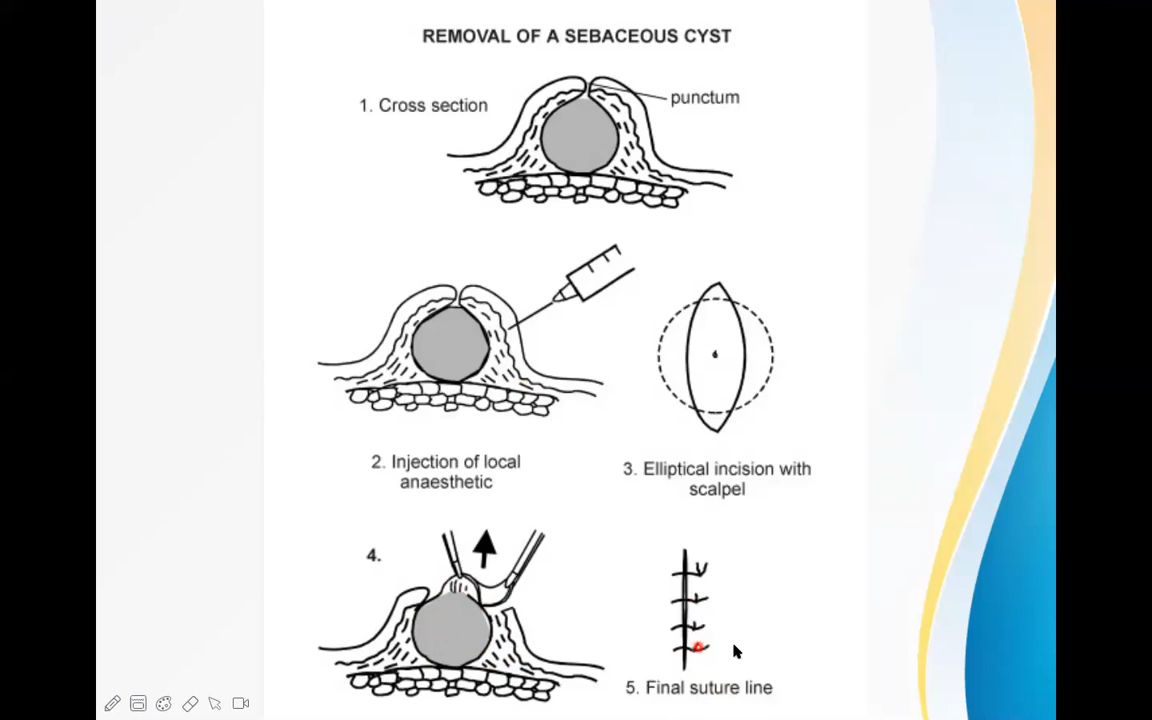 REMOVAL OF A SEBACEOUS CYST
1. Cross section
punctum
2. Injection of local
anaesthetic
3. Elliptical incision with
scalpel
4.
5. Final suture line